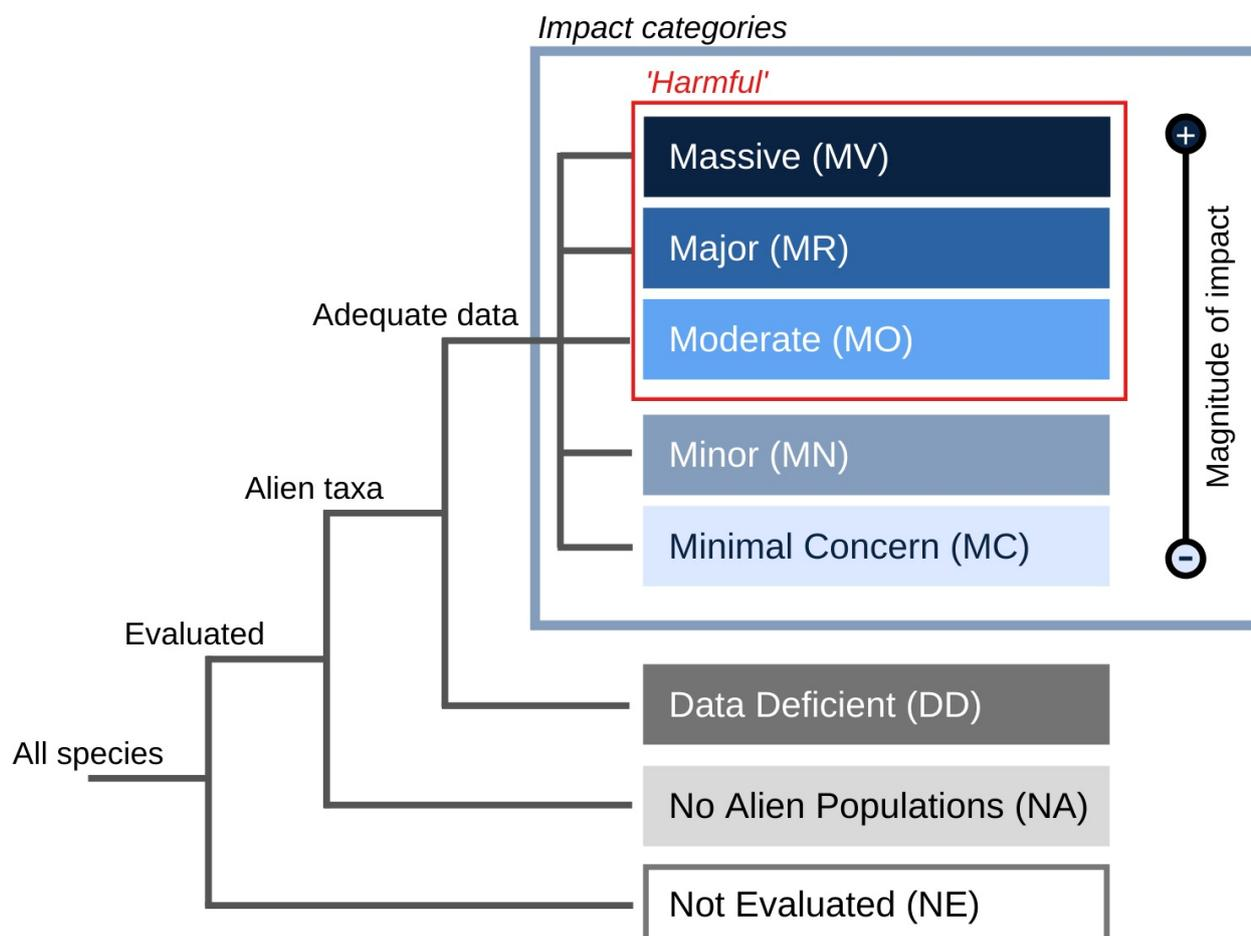 Impact categories
'Harmful'
Massive (MV)
+
Major (MR)
Adequate data
Moderate (MO)
Magnitude of impact
Minor (MN)
Alien taxa
Minimal Concern (MC)
-
Evaluated
Data Deficient (DD)
All species
No Alien Populations (NA)
Not Evaluated (NE)